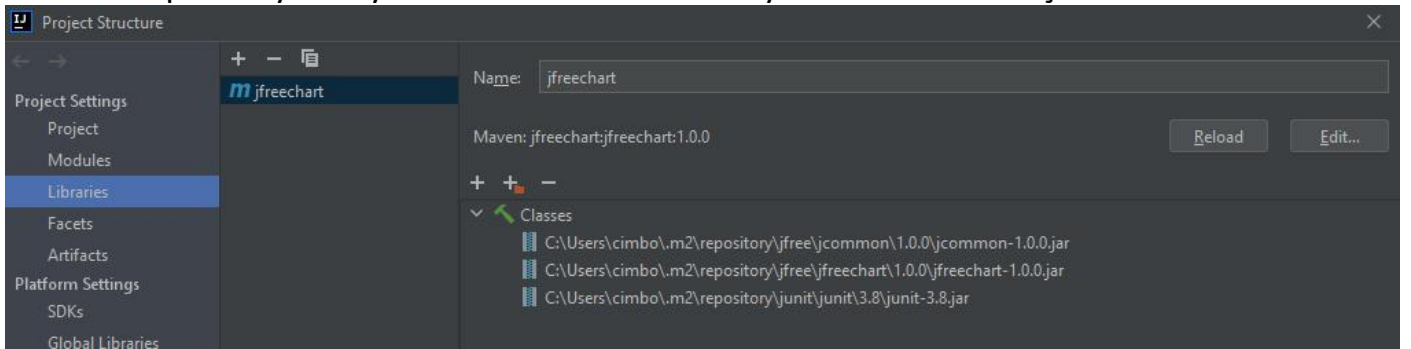 Project Structure
Project Settings
Project
Modules
Libraries
Facets
Artifacts
Platform Settings
SDKs
Global Libraries
jfreechart
Name: jfreechart
Maven: jfreechart:jfreechart:1.0.0
Reload
Edit...
Classes
C:\Users\cimbo\.m2\repository\jfree\jcommon\1.0.0\jcommon-1.0.0.jar
C:\Users\cimbo\.m2\repository\jfree\jfreechart\1.0.0\jfreechart-1.0.0.jar
C:\Users\cimbo\.m2\repository\junit\junit\3.8\junit-3.8.jar